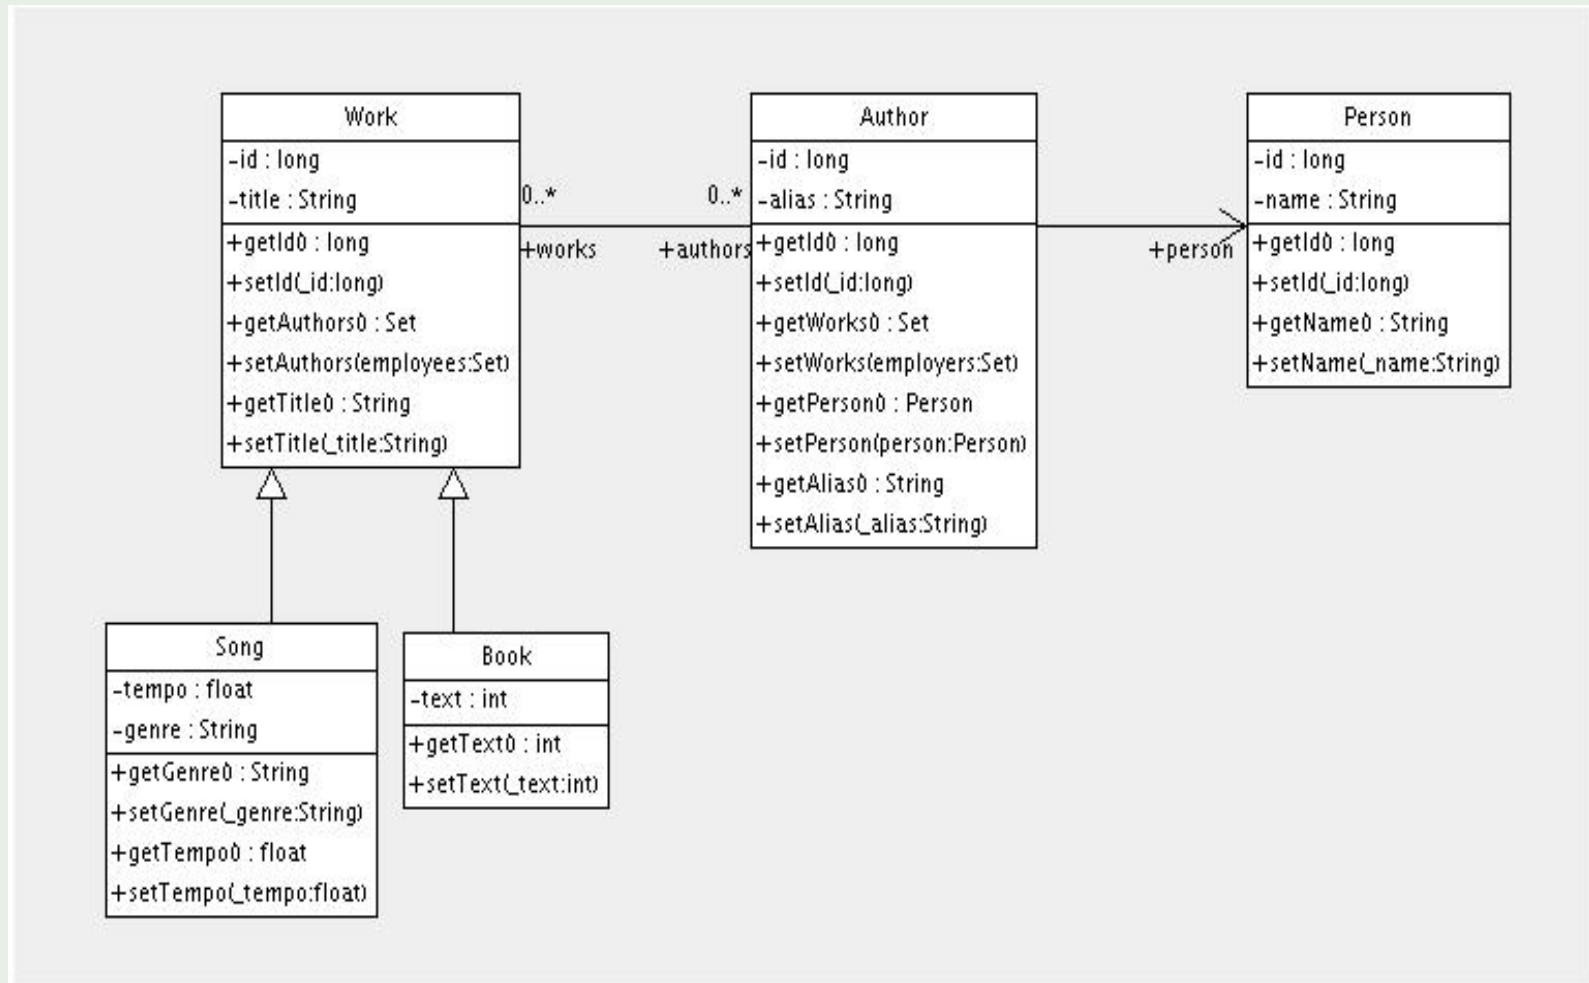 Work
-id : long
-title : String
+getId() : long
+setId(_id:long)
+getAuthors() : Set
+setAuthors(employees:Set)
+getTitle() : String
+setTitle(_title:String)
0..*
+works
0..*
+authors
Author
-id : long
-alias : String
+getId() : long
+setId(_id:long)
+getWorks() : Set
+setWorks(employers:Set)
+getPerson() : Person
+setPerson(person:Person)
+getAlias() : String
+setAlias(_alias:String)
+person
Person
-id : long
-name : String
+getId() : long
+setId(_id:long)
+getName() : String
+setName(_name:String)
Song
-tempo : float
-genre : String
+getGenre() : String
+setGenre(_genre:String)
+getTempo() : float
+setTempo(_tempo:float)
Book
-text : int
+getText() : int
+setText(_text:int)